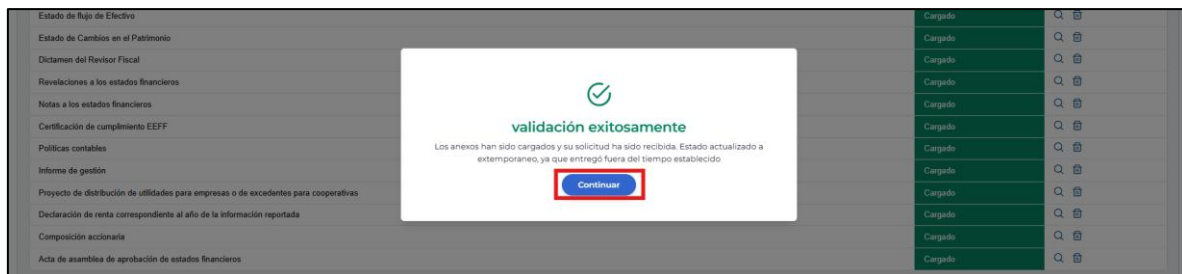 Estado de flujo de Efectivo Cargado
Estado de Cambios en el Patrimonio Cargado
Dictamen del Revisor Fiscal Cargado
Revelaciones a los estados financieros Cargado
Notas a los estados financieros Cargado
Certificación de cumplimiento EEFF Cargado
Políticas contables Cargado
Informe de gestión Cargado
Proyecto de distribución de utilidades para empresas o de excedentes para cooperativas Cargado
Declaración de renta correspondiente al año de la información reportada Cargado
Composición accionaria Cargado
Acta de asamblea de aprobación de estados financieros Cargado
validación exitosamente
Los anexos han sido cargados y su solicitud ha sido recibida. Estado actualizado a
extemporaneo, ya que entregó fuera del tiempo establecido
Continuar